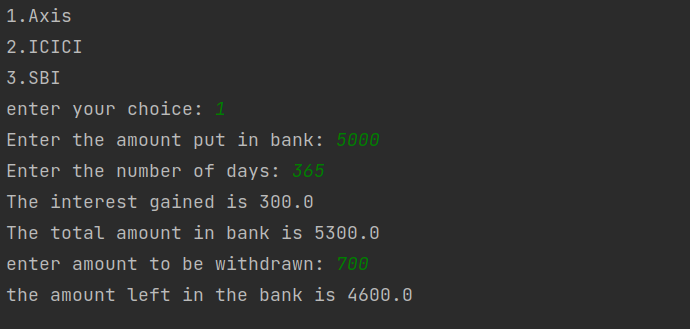 1.Axis
2.ICICI
3.SBI
enter your choice: 1
Enter the amount put in bank: 5000
Enter the number of days: 365
The interest gained is 300.0
The total amount in bank is 5300.0
enter amount to be withdrawn: 700
the amount left in the bank is 4600.0